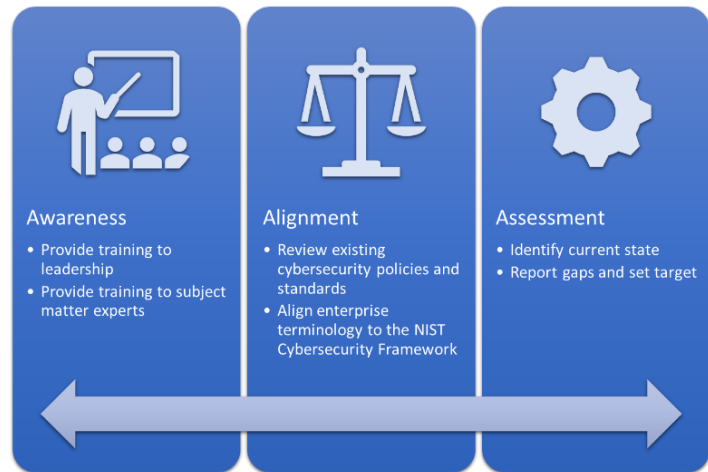 Awareness
• Provide training to
leadership
• Provide training to subject
matter experts
Alignment
• Review existing
cybersecurity policies and
standards
• Align enterprise
terminology to the NIST
Cybersecurity Framework
Assessment
• Identify current state
• Report gaps and set target